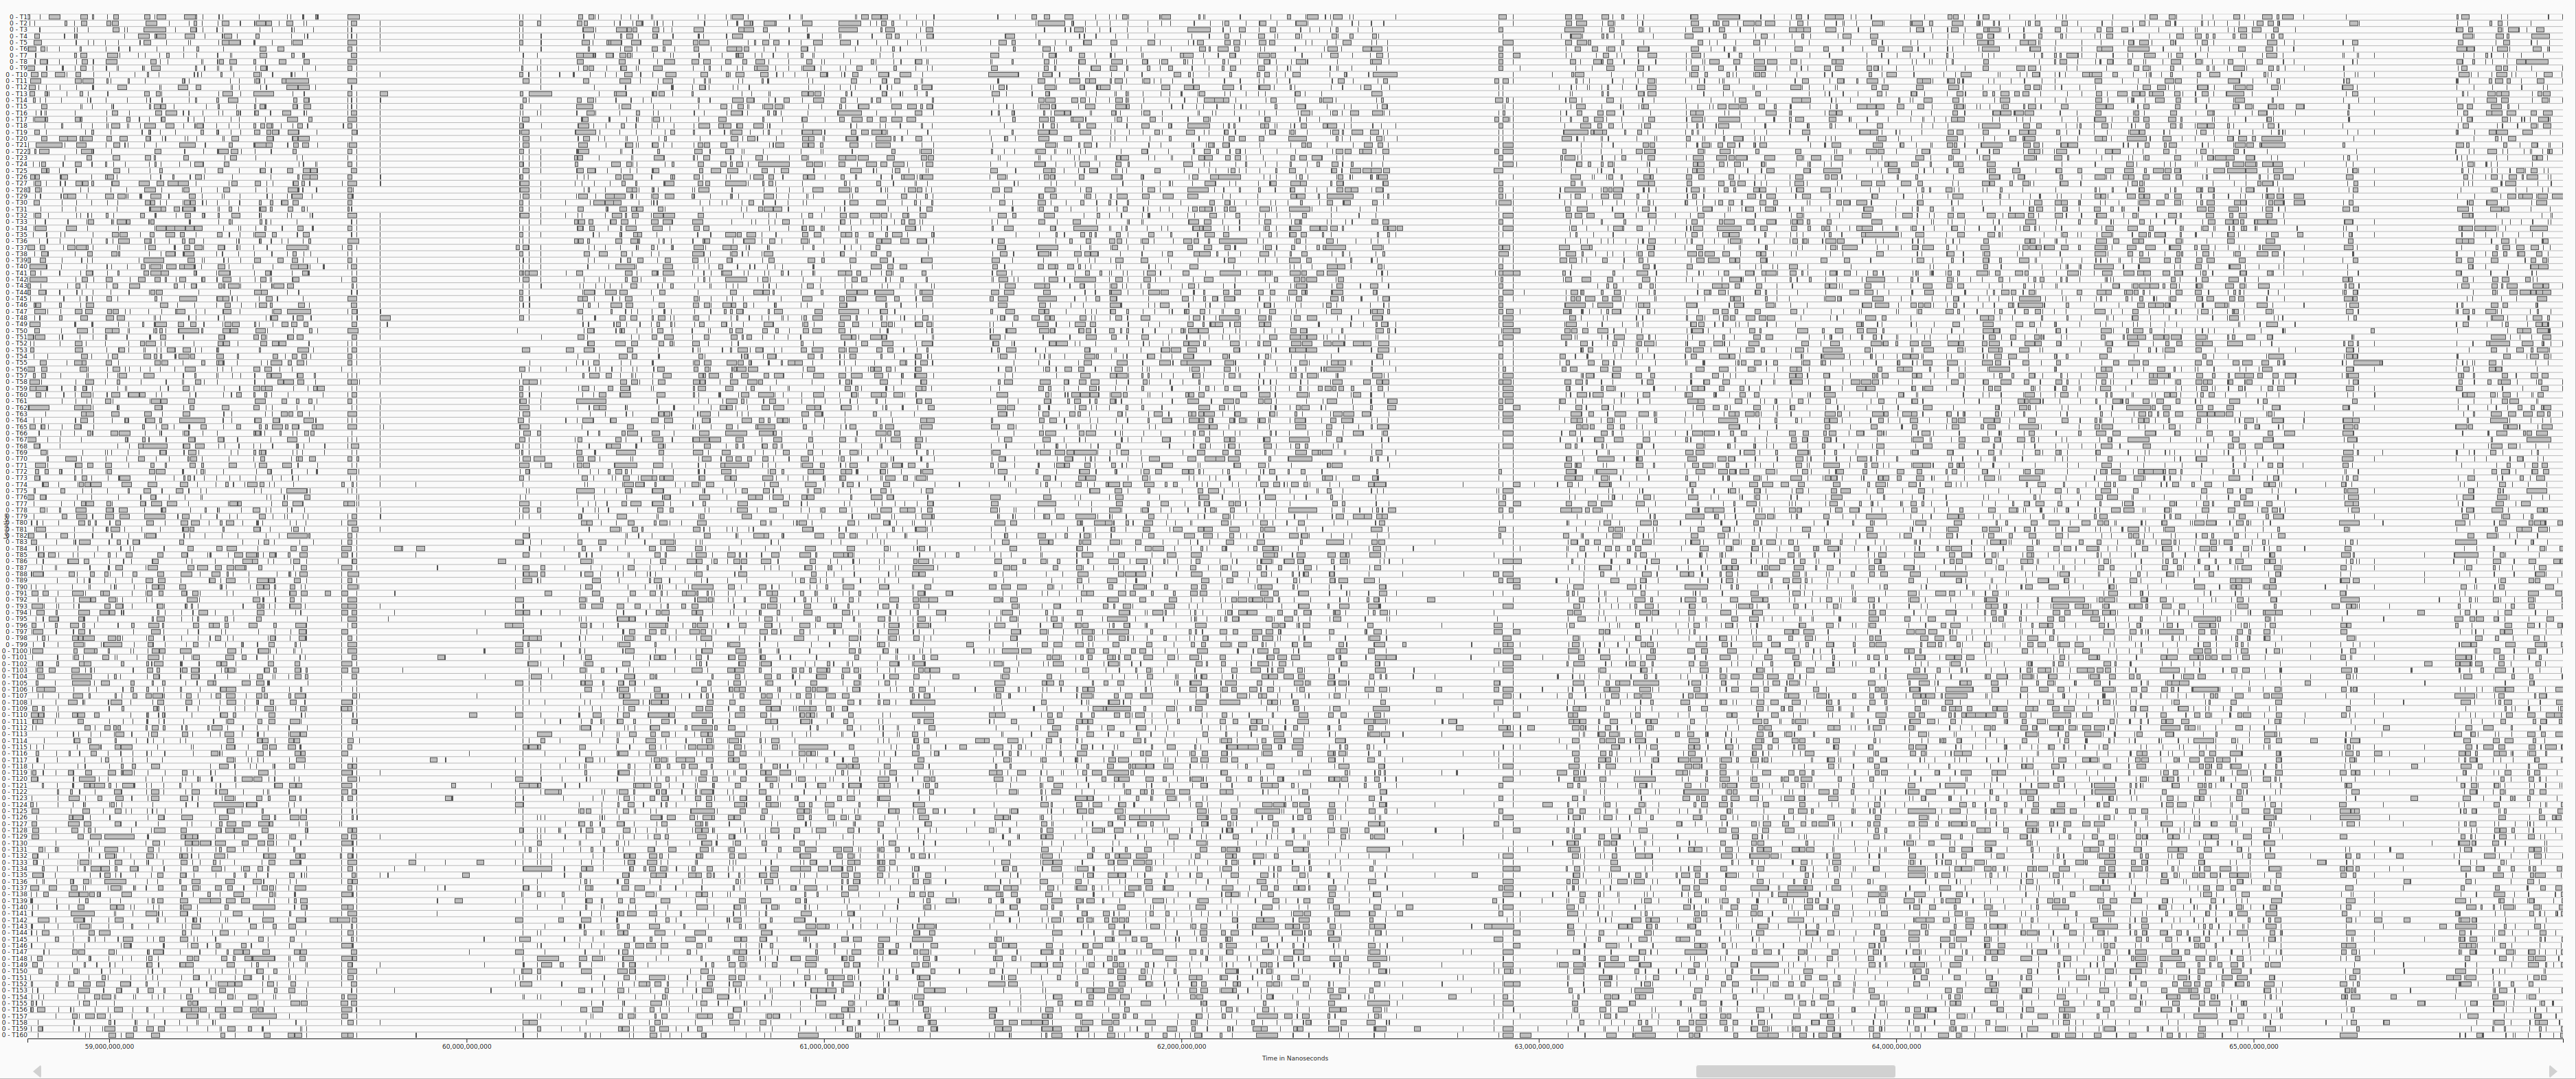 0 - T1
0 - T2
0 - T3
0 - T4
0 - T5
0 - T6
0 - T7
0 - T8
0 - T9
0 - T10
0 - T11
0 - T12
0 - T13
0 - T14
0 - T15
0 - T16
0 - T17
0 - T18
0 - T19
0 - T20
0 - T21
0 - T22
0 - T23
0 - T24
0 - T25
0 - T26
0 - T27
0 - T28
0 - T29
0 - T30
0 - T31
0 - T32
0 - T33
0 - T34
0 - T35
0 - T36
0 - T37
0 - T38
0 - T39
0 - T40
0 - T41
0 - T42
0 - T43
0 - T44
0 - T45
0 - T46
0 - T47
0 - T48
0 - T49
0 - T50
0 - T51
0 - T52
0 - T53
0 - T54
0 - T55
0 - T56
0 - T57
0 - T58
0 - T59
0 - T60
0 - T61
0 - T62
0 - T63
0 - T64
0 - T65
0 - T66
0 - T67
0 - T68
0 - T69
0 - T70
0 - T71
0 - T72
0 - T73
0 - T74
0 - T75
0 - T76
0 - T77
0 - T78
0 - T79
0 - T80
0 - T81
0 - T82
0 - T83
0 - T84
0 - T85
0 - T86
0 - T87
0 - T88
0 - T89
0 - T90
0 - T91
0 - T92
0 - T93
0 - T94
0 - T95
0 - T96
0 - T97
0 - T98
0 - T99
0 - T100
0 - T101
0 - T102
0 - T103
0 - T104
0 - T105
0 - T106
0 - T107
0 - T108
0 - T109
0 - T110
0 - T111
0 - T112
0 - T113
0 - T114
0 - T115
0 - T116
0 - T117
0 - T118
0 - T119
0 - T120
0 - T121
0 - T122
0 - T123
0 - T124
0 - T125
0 - T126
0 - T127
0 - T128
0 - T129
0 - T130
0 - T131
0 - T132
0 - T133
0 - T134
0 - T135
0 - T136
0 - T137
0 - T138
0 - T139
0 - T140
0 - T141
0 - T142
0 - T143
0 - T144
0 - T145
0 - T146
0 - T147
0 - T148
0 - T149
0 - T150
0 - T151
0 - T152
0 - T153
0 - T154
0 - T155
0 - T156
0 - T157
0 - T158
0 - T159
0 - T160
59,000,000,000 60,000,000,000 61,000,000,000 62,000,000,000 63,000,000,000 64,000,000,000 65,000,000,000
Time in Nanoseconds